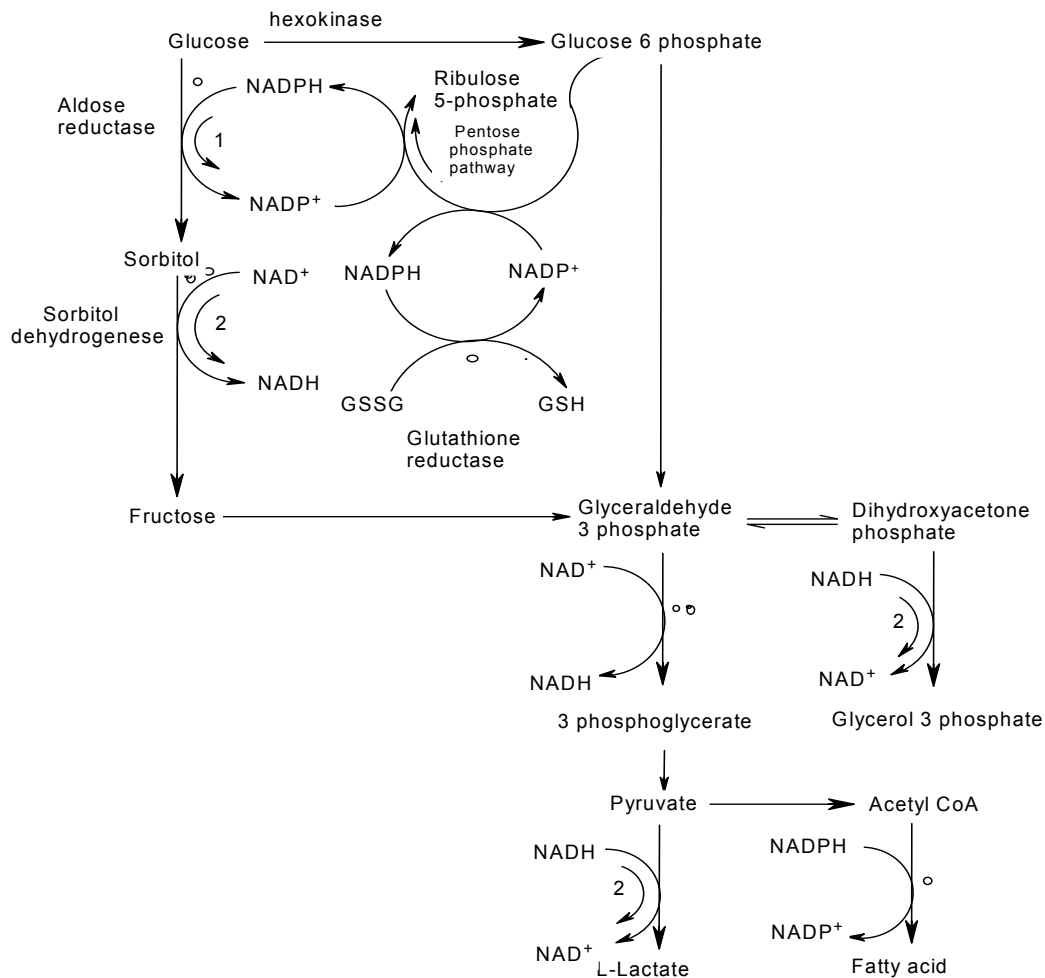 hexokinase
Glucose
Glucose 6 phosphate
Aldose
reductase
NADPH
1
NADP+
Ribulose
5-phosphate
Pentose
phosphate
pathway
Sorbitol
NAD+
NADPH
NADP+
Sorbitol
dehydrogenese
2
NADH
GSSG
GSH
Glutathione
reductase
Fructose
Glyceraldehyde
3 phosphate
Dihydroxyacetone
phosphate
NAD+
NADH
NADH
2
NAD+
3 phosphoglycerate
Glycerol 3 phosphate
Pyruvate
Acetyl CoA
NADH
2
NAD+
NADPH
NADP+
L-Lactate
Fatty acid